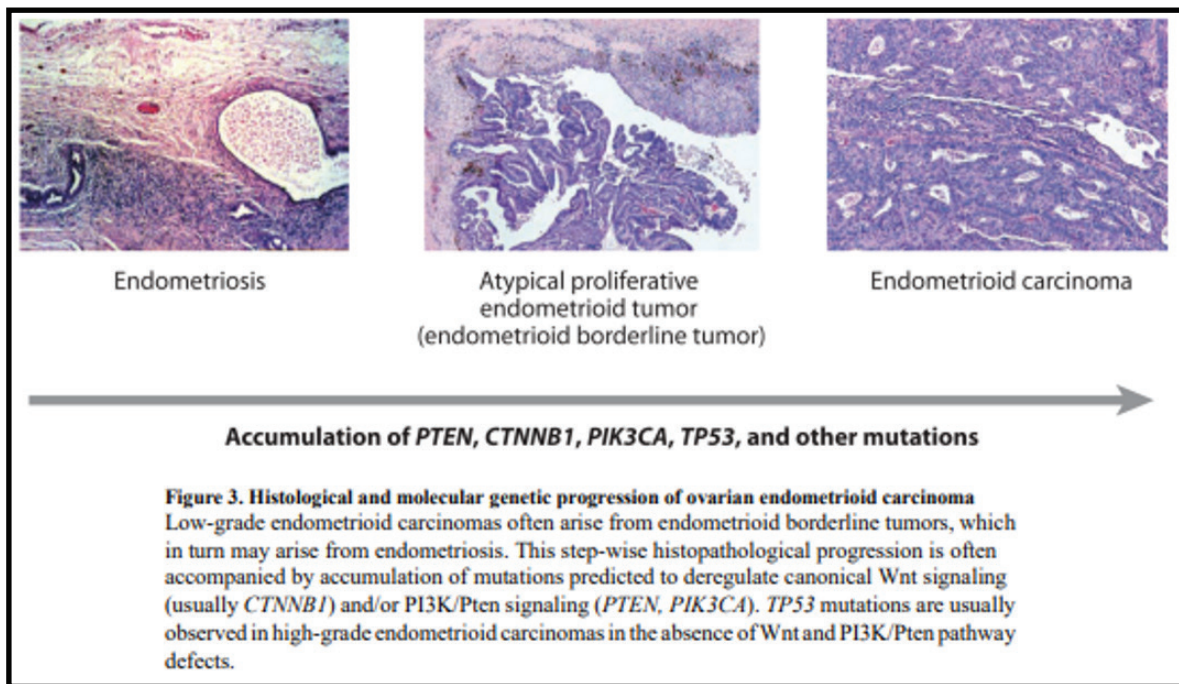 Endometriosis
Atypical proliferative
endometrioid tumor
(endometrioid borderline tumor)
Endometrioid carcinoma
Accumulation of PTEN, CTNNB1, PIK3CA, TP53, and other mutations
Figure 3. Histological and molecular genetic progression of ovarian endometrioid carcinoma
Low-grade endometrioid carcinomas often arise from endometrioid borderline tumors, which
in turn may arise from endometriosis. This step-wise histopathological progression is often
accompanied by accumulation of mutations predicted to deregulate canonical Wnt signaling
(usually CTNNB1) and/or PI3K/Pten signaling (PTEN, PIK3CA). TP53 mutations are usually
observed in high-grade endometrioid carcinomas in the absence of Wnt and PI3K/Pten pathway
defects.